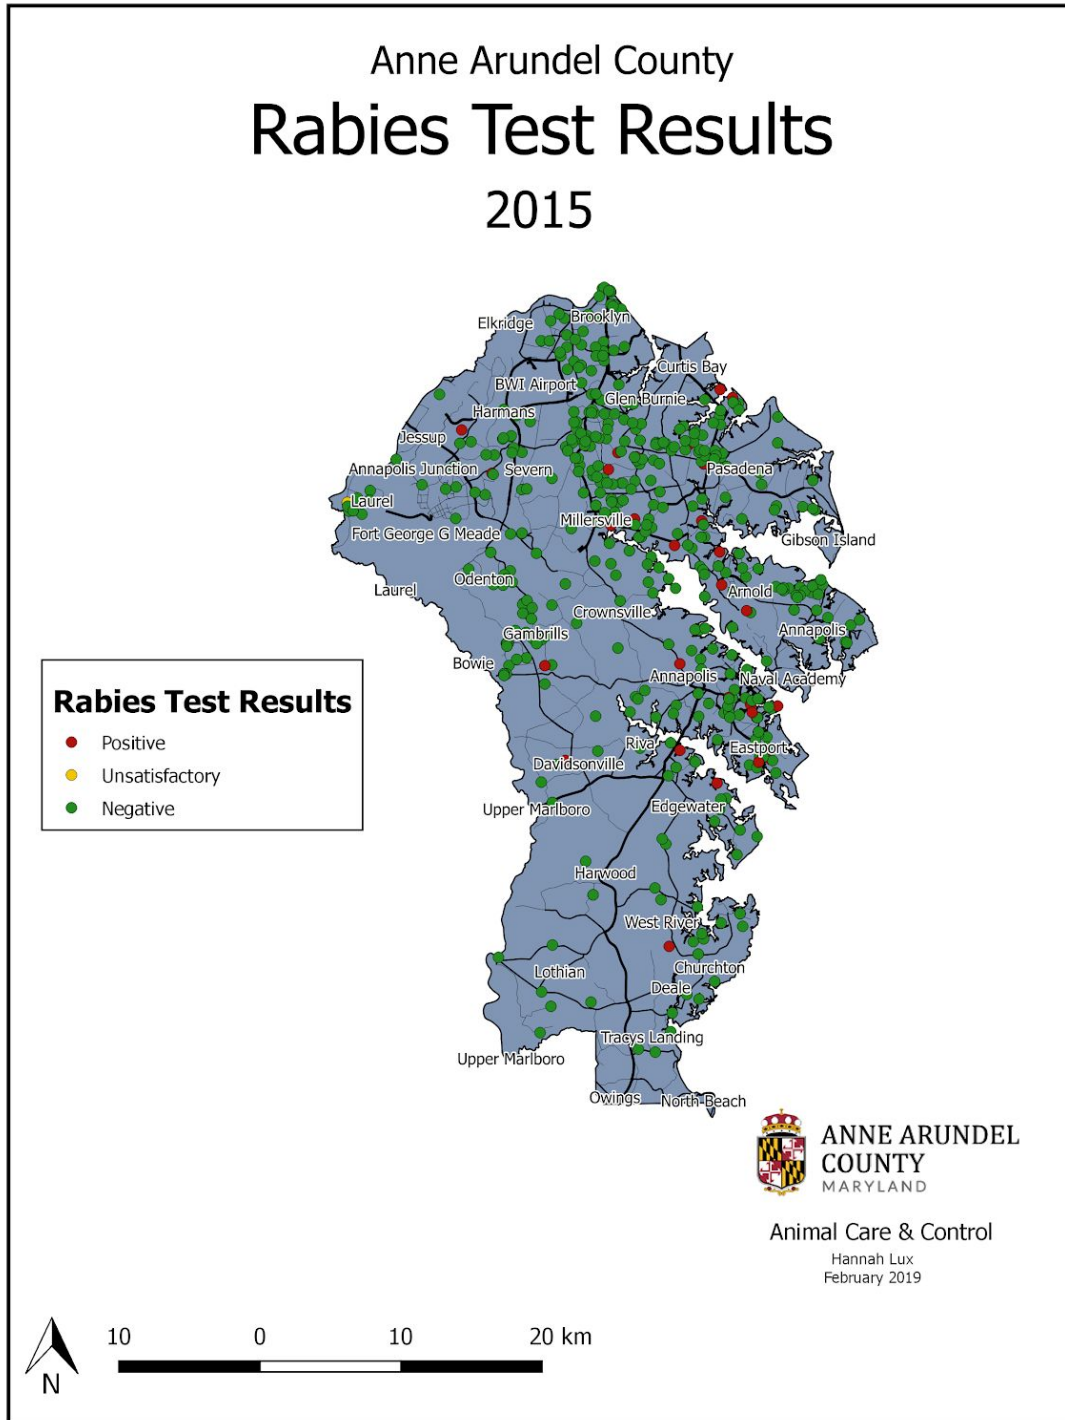 Anne Arundel County
Rabies Test Results
2015
Brooklyn
Elkridge
Curtis Bay
BWI Airport
Glen Burnie
Harmans
Jessup
Annapolis Junction
Severn
Pasadena
Laurel
Millersville
Fort George G Meade
Gibson Island
Odenton
Laurel
Arnold
Crownsville
Gambrills
Annapolis
Bowie
Annapolis
Naval Academy
Riva
Eastport
Davidsonville
Upper Marlboro
Edgewater
Harwood
West River
Lothian
Churchton
Deale
Tracys Landing
Upper Marlboro
Owings
North Beach
Rabies Test Results
Positive
Unsatisfactory
Negative
ANNE ARUNDEL
COUNTY
MARYLAND
Animal Care & Control
Hannah Lux
February 2019
N
10 0 10 20 km